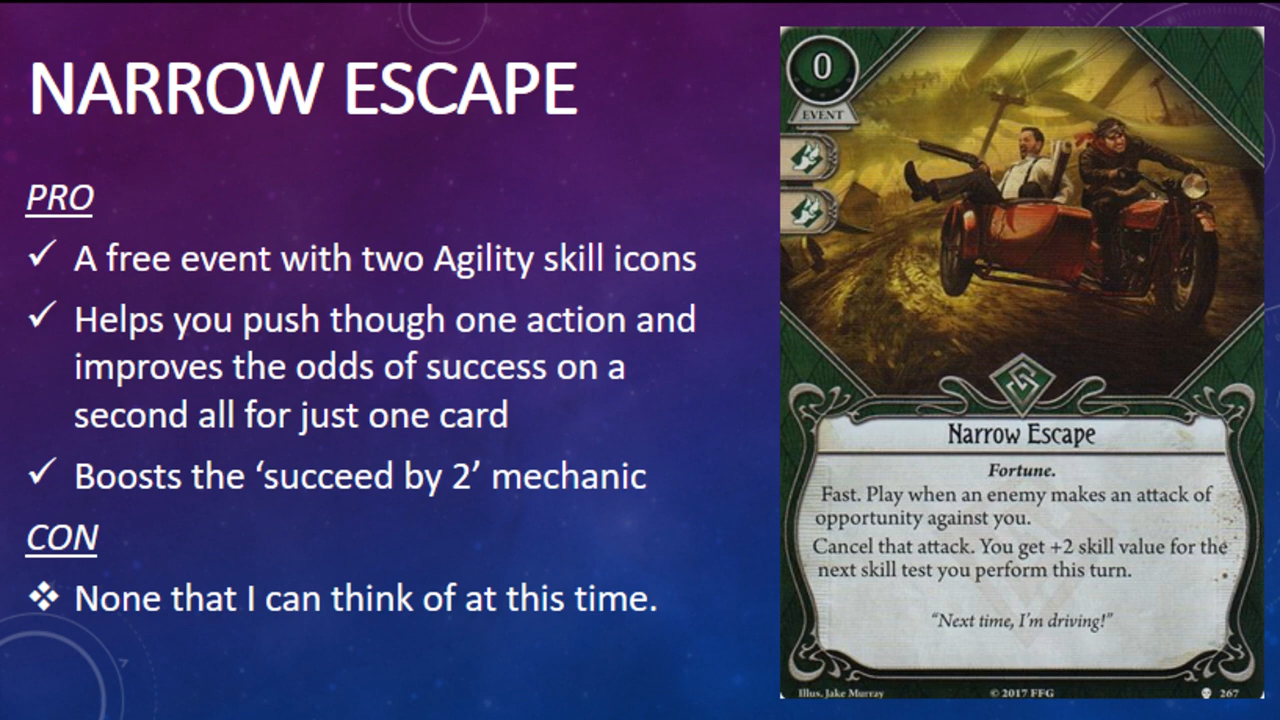 NARROW ESCAPE
PRO
A free event with two Agility skill icons
Helps you push though one action and
improves the odds of success on a
second all for just one card
Boosts the ‘succeed by 2’ mechanic
CON
None that I can think of at this time.
0
EVENT
Narrow Escape
Fortune.
Fast. Play when an enemy makes an attack of
opportunity against you.
Cancel that attack. You get +2 skill value for the
next skill test you perform this turn.
“Next time, I’m driving!”
Illus. Jake Murray © 2017 FFG 267